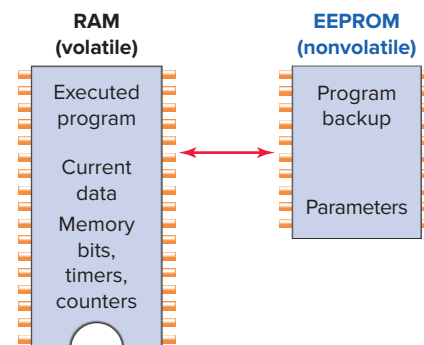 RAM
(volatile)
Executed
program
Current
data
Memory
bits,
timers,
counters
EEPROM
(nonvolatile)
Program
backup
Parameters